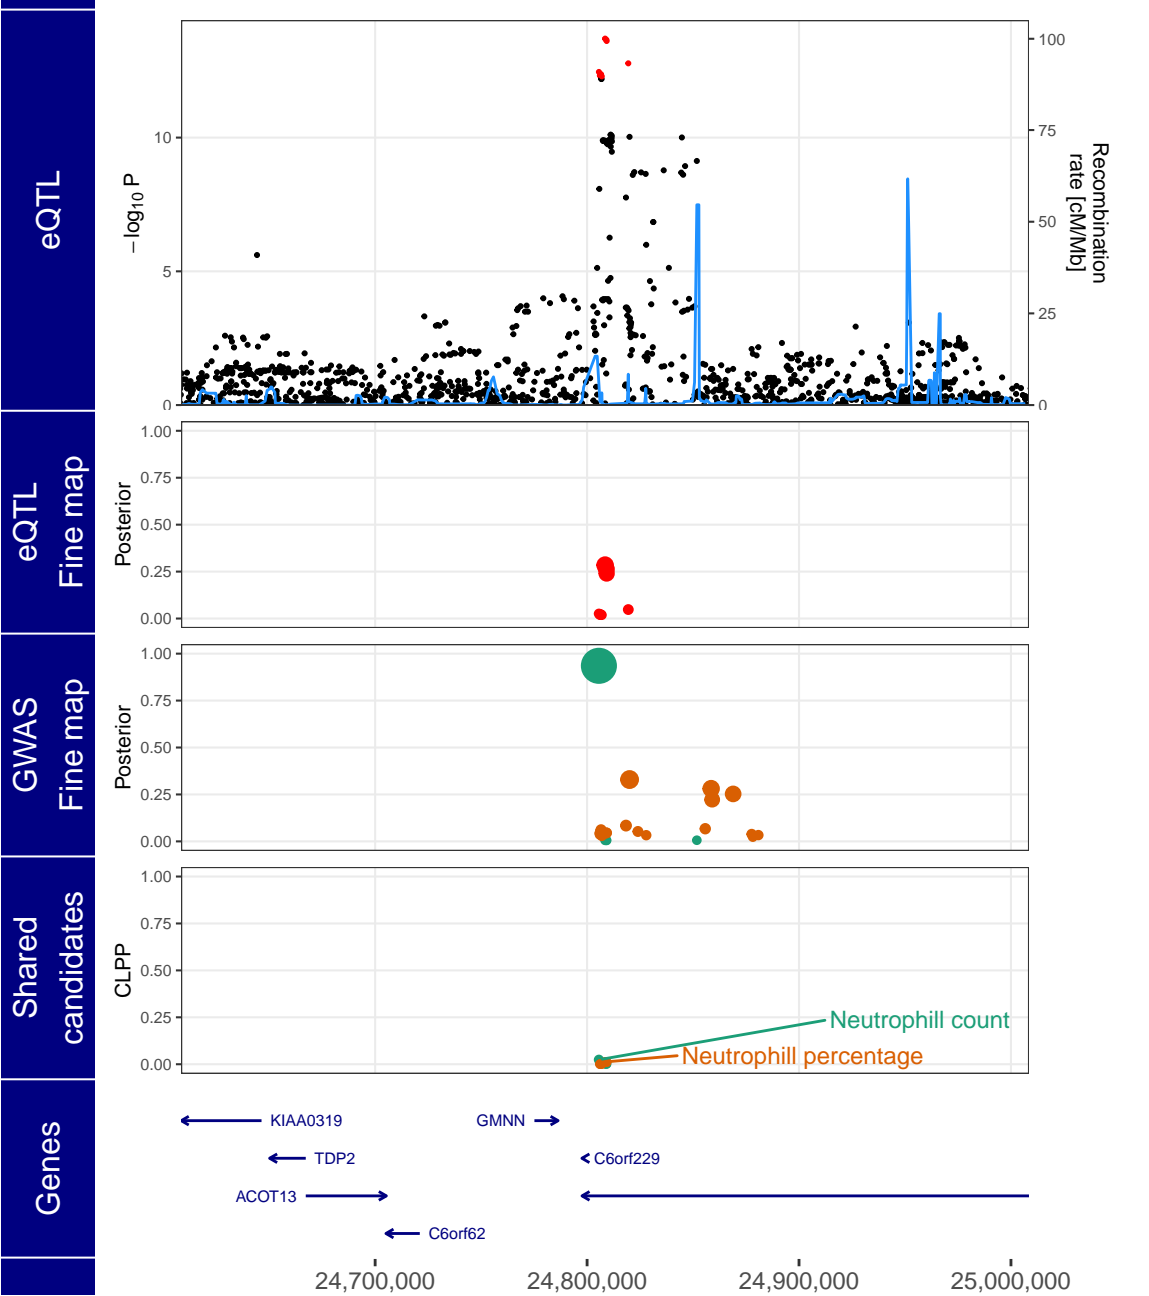 eQTL
−log10 P
10
5
0
100
75
50
25
0
Recombination
rate [cM/Mb]
eQTL
Fine map
Posterior
1.00
0.75
0.50
0.25
0.00
GWAS
Fine map
Posterior
1.00
0.75
0.50
0.25
0.00
Shared
candidates
CLPP
1.00
0.75
0.50
0.25
0.00
Neutrophill count
Neutrophill percentage
Genes
KIAA0319
GMNN
TDP2
C6orf229
ACOT13
C6orf62
24,700,000
24,800,000
24,900,000
25,000,000